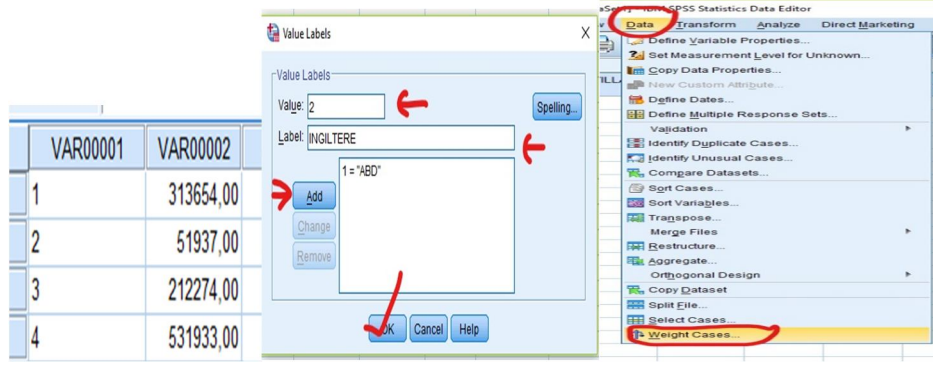 VAR00001 VAR00002
1 313654,00
2 51937,00
3 212274,00
4 531933,00
Value Labels
X
Value Labels
Value: 2
Spelling...
Label: INGILTERE
1 = "ABD"
Add
Change
Remove
OK Cancel Help
SPSS Statistics Data Editor
Data Transform Analyze Direct Marketing
Define Variable Properties...
Set Measurement Level for Unknown...
Copy Data Properties...
New Custom Attribute...
Define Dates...
Define Multiple Response Sets...
Validation
Identify Duplicate Cases...
Identify Unusual Cases...
Compare Datasets...
Sort Cases...
Sort Variables...
Transpose...
Merge Files
Restructure...
Aggregate...
Orthogonal Design
Copy Dataset
Split File...
Select Cases...
Weight Cases...